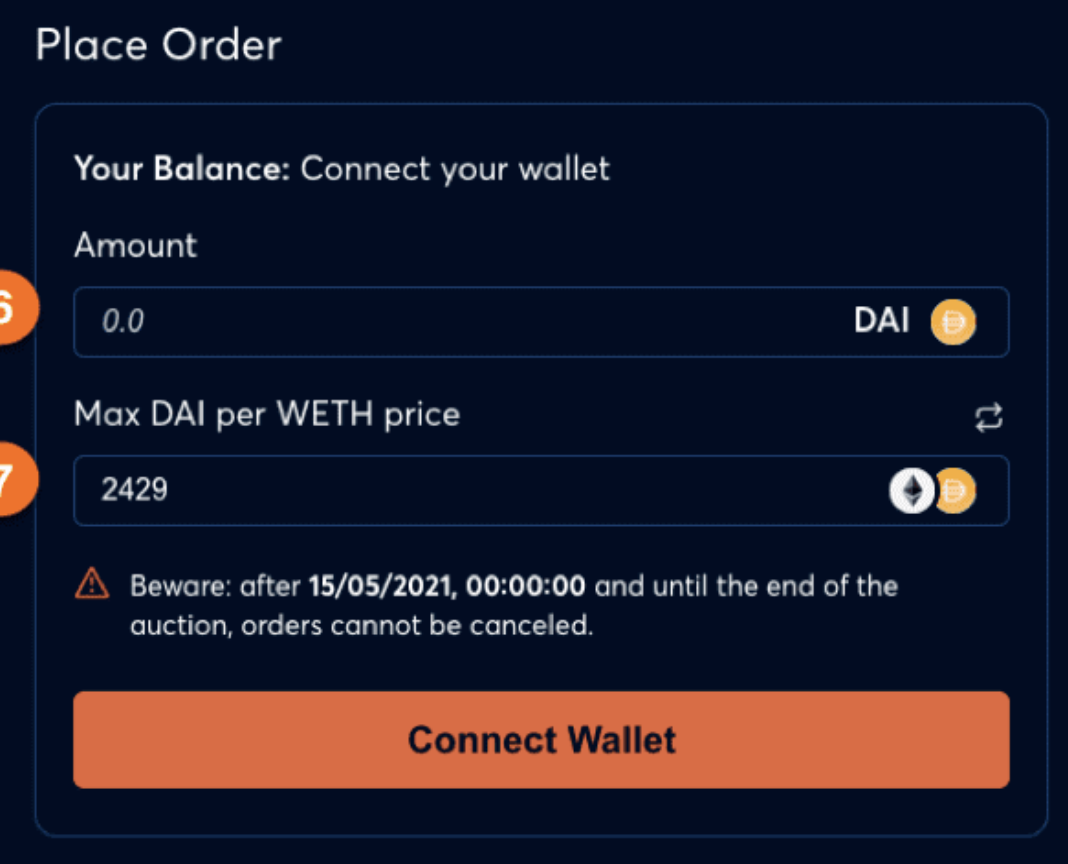 Place Order
Your Balance: Connect your wallet
Amount
6
0.0 DAI
Max DAI per WETH price
7
2429
Beware: after 15/05/2021, 00:00:00 and until the end of the
auction, orders cannot be canceled.
Connect Wallet